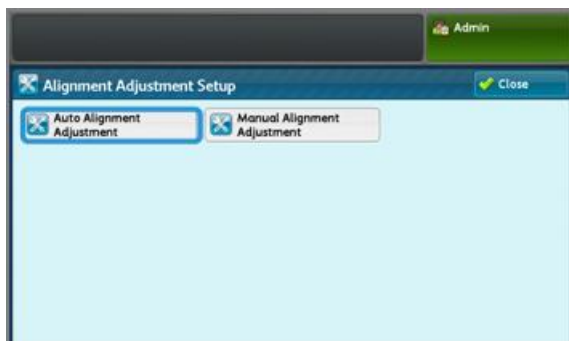 Admin
Alignment Adjustment Setup
Close
Auto Alignment
Adjustment
Manual Alignment
Adjustment